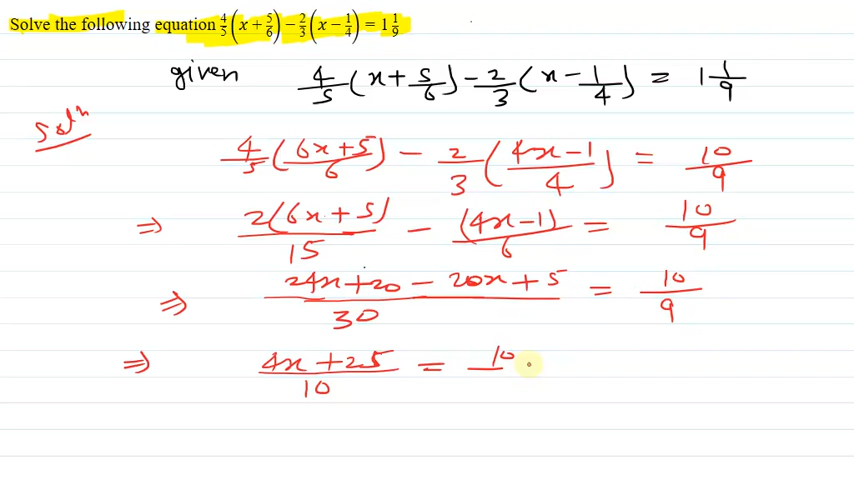 Solve the following equation 4/5 (x + 5/6) − 2/3 (x − 1/4) = 1 1/9
given 4/5 (x + 5/6) − 2/3 (x − 1/4) = 1 1/9
Soln
4/5 ((6x + 5)/6) − 2/3 ((4x − 1)/4) = 10/9
⇒ 2(6x + 5)/15 − (4x − 1)/6 = 10/9
⇒ (24x + 20 − 20x + 5)/30 = 10/9
⇒ (4x + 25)/10 = 10/